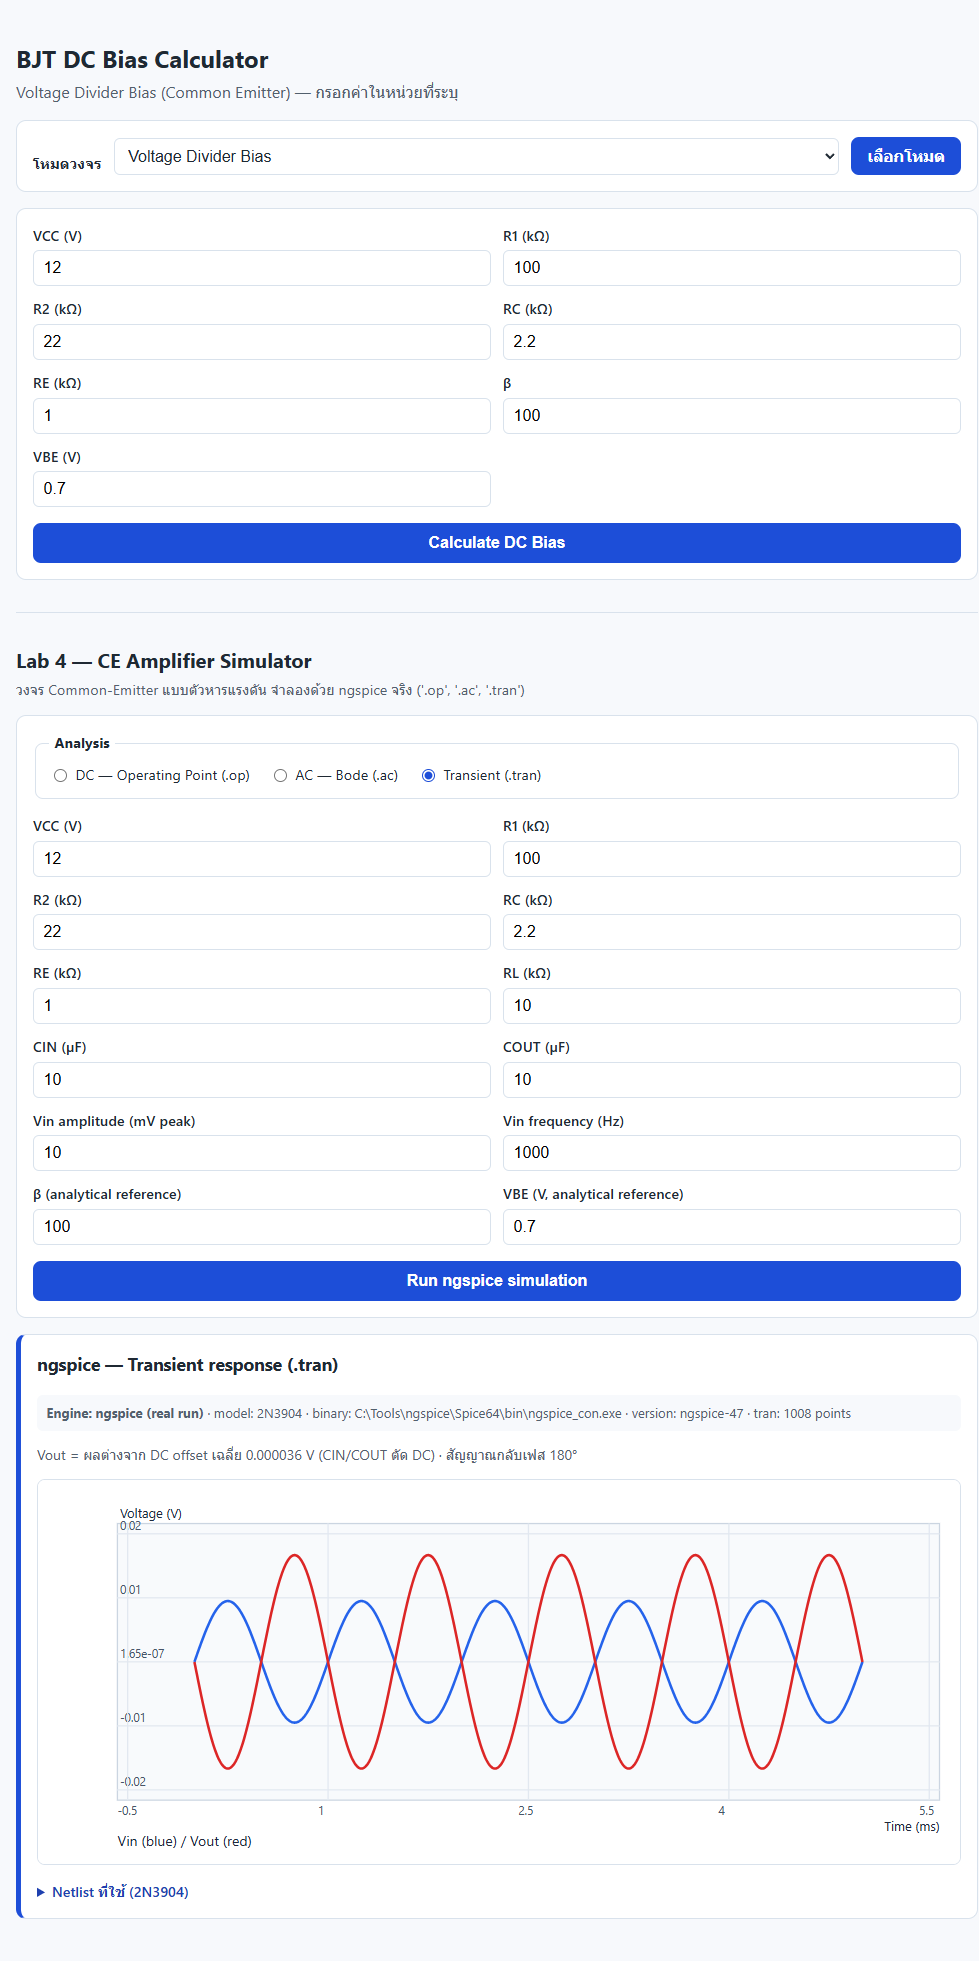 BJT DC Bias Calculator
Voltage Divider Bias (Common Emitter) — กรอกค่าในหน่วยที่ระบุ
โหมดวงจร Voltage Divider Bias เลือกโหมด
VCC (V) R1 (kΩ)
12 100
R2 (kΩ) RC (kΩ)
22 2.2
RE (kΩ) β
1 100
VBE (V)
0.7
Calculate DC Bias
Lab 4 — CE Amplifier Simulator
วงจร Common-Emitter แบบตัวหารแรงดัน จำลองด้วย ngspice จริง ('.op', '.ac', '.tran')
Analysis
DC — Operating Point (.op) AC — Bode (.ac) Transient (.tran)
VCC (V) R1 (kΩ)
12 100
R2 (kΩ) RC (kΩ)
22 2.2
RE (kΩ) RL (kΩ)
1 10
CIN (µF) COUT (µF)
10 10
Vin amplitude (mV peak) Vin frequency (Hz)
10 1000
β (analytical reference) VBE (V, analytical reference)
100 0.7
Run ngspice simulation
ngspice — Transient response (.tran)
Engine: ngspice (real run) · model: 2N3904 · binary: C:\Tools\ngspice\Spice64\bin\ngspice_con.exe · version: ngspice-47 · tran: 1008 points
Vout = ผลต่างจาก DC offset เฉลี่ย 0.000036 V (CIN/COUT ตัด DC) · สัญญาณกลับเฟส 180°
Voltage (V)
0.02
0.01
1.65e-07
-0.01
-0.02
-0.5 1 2.5 4 5.5
Time (ms)
Vin (blue) / Vout (red)
Netlist ที่ใช้ (2N3904)